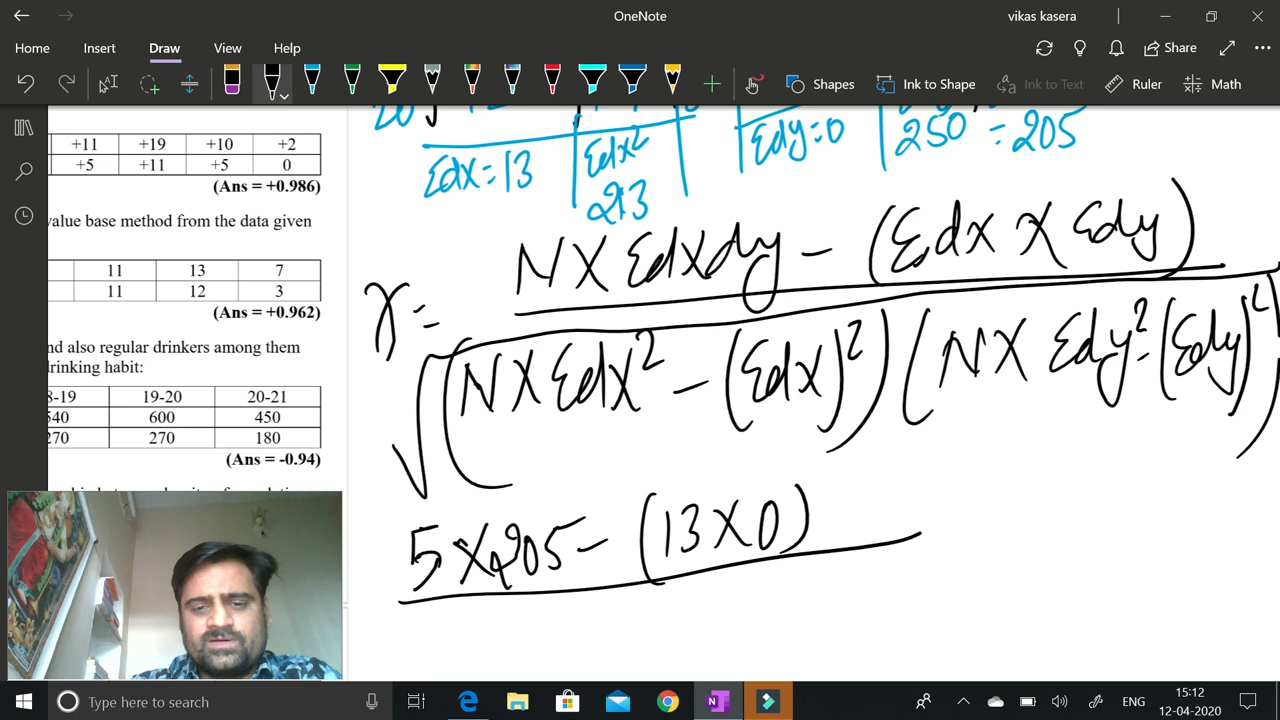 OneNote
vikas kasera
Home Insert Draw View Help
Share
Shapes Ink to Shape Ink to Text Ruler Math
+11 +19 +10 +2
+5 +11 +5 0
(Ans = +0.986)
value base method from the data given
11 13 7
11 12 3
(Ans = +0.962)
nd also regular drinkers among them
drinking habit:
8-19 19-20 20-21
540 600 450
270 270 180
(Ans = -0.94)
20
Σdx=13 Σdx² Σdy=0 250 =205
213
N X Σdxdy - (Σdx X Σdy)
r =
√(N X Σdx² - (Σdx)²) (N X Σdy² - (Σdy)²)
5 X 205 - (13 X 0)
Type here to search
ENG
15:12
12-04-2020